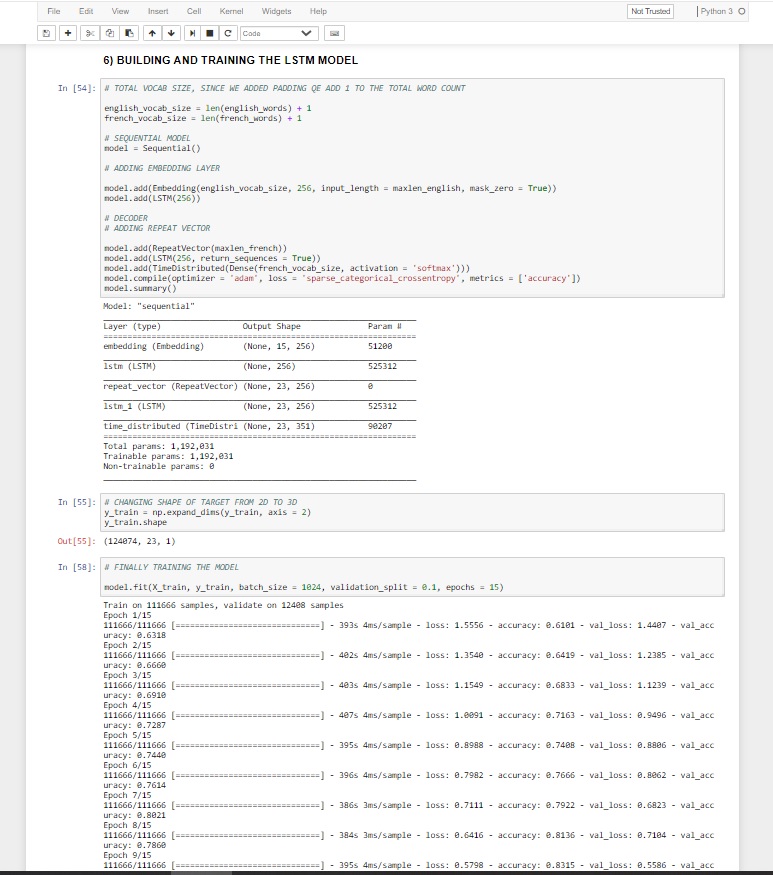 File Edit View Insert Cell Kernel Widgets Help Not Trusted Python 3
Code
6) BUILDING AND TRAINING THE LSTM MODEL
In [54]: # TOTAL VOCAB SIZE, SINCE WE ADDED PADDING QE ADD 1 TO THE TOTAL WORD COUNT
english_vocab_size = len(english_words) + 1
french_vocab_size = len(french_words) + 1
# SEQUENTIAL MODEL
model = Sequential()
# ADDING EMBEDDING LAYER
model.add(Embedding(english_vocab_size, 256, input_length = maxlen_english, mask_zero = True))
model.add(LSTM(256))
# DECODER
# ADDING REPEAT VECTOR
model.add(RepeatVector(maxlen_french))
model.add(LSTM(256, return_sequences = True))
model.add(TimeDistributed(Dense(french_vocab_size, activation = 'softmax')))
model.compile(optimizer = 'adam', loss = 'sparse_categorical_crossentropy', metrics = ['accuracy'])
model.summary()
Model: "sequential"
Layer (type) Output Shape Param #
=================================================================
embedding (Embedding) (None, 15, 256) 51200
lstm (LSTM) (None, 256) 525312
repeat_vector (RepeatVector) (None, 23, 256) 0
lstm_1 (LSTM) (None, 23, 256) 525312
time_distributed (TimeDistri (None, 23, 351) 90207
=================================================================
Total params: 1,192,031
Trainable params: 1,192,031
Non-trainable params: 0
In [55]: # CHANGING SHAPE OF TARGET FROM 2D TO 3D
y_train = np.expand_dims(y_train, axis = 2)
y_train.shape
Out[55]: (124074, 23, 1)
In [58]: # FINALLY TRAINING THE MODEL
model.fit(X_train, y_train, batch_size = 1024, validation_split = 0.1, epochs = 15)
Train on 111666 samples, validate on 12408 samples
Epoch 1/15
111666/111666 [==============================] - 393s 4ms/sample - loss: 1.5556 - accuracy: 0.6101 - val_loss: 1.4407 - val_acc
uracy: 0.6318
Epoch 2/15
111666/111666 [==============================] - 402s 4ms/sample - loss: 1.3540 - accuracy: 0.6419 - val_loss: 1.2385 - val_acc
uracy: 0.6660
Epoch 3/15
111666/111666 [==============================] - 403s 4ms/sample - loss: 1.1549 - accuracy: 0.6833 - val_loss: 1.1239 - val_acc
uracy: 0.6910
Epoch 4/15
111666/111666 [==============================] - 407s 4ms/sample - loss: 1.0091 - accuracy: 0.7163 - val_loss: 0.9496 - val_acc
uracy: 0.7287
Epoch 5/15
111666/111666 [==============================] - 395s 4ms/sample - loss: 0.8988 - accuracy: 0.7408 - val_loss: 0.8806 - val_acc
uracy: 0.7440
Epoch 6/15
111666/111666 [==============================] - 396s 4ms/sample - loss: 0.7982 - accuracy: 0.7666 - val_loss: 0.8062 - val_acc
uracy: 0.7614
Epoch 7/15
111666/111666 [==============================] - 386s 3ms/sample - loss: 0.7111 - accuracy: 0.7922 - val_loss: 0.6823 - val_acc
uracy: 0.8021
Epoch 8/15
111666/111666 [==============================] - 384s 3ms/sample - loss: 0.6416 - accuracy: 0.8136 - val_loss: 0.7104 - val_acc
uracy: 0.7860
Epoch 9/15
111666/111666 [==============================] - 395s 4ms/sample - loss: 0.5798 - accuracy: 0.8315 - val_loss: 0.5586 - val_acc